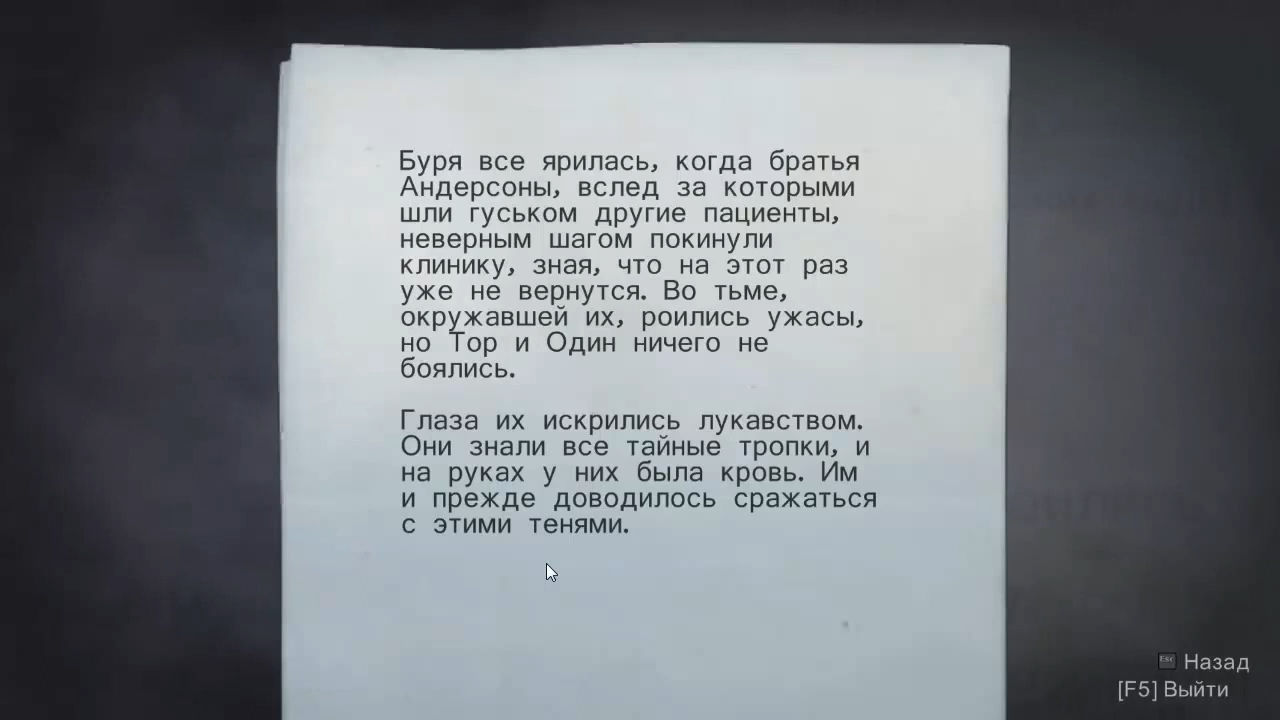 Буря все ярилась, когда братья
Андерсоны, вслед за которыми
шли гуськом другие пациенты,
неверным шагом покинули
клинику, зная, что на этот раз
уже не вернутся. Во тьме,
окружавшей их, роились ужасы,
но Тор и Один ничего не
боялись.
Глаза их искрились лукавством.
Они знали все тайные тропки, и
на руках у них была кровь. Им
и прежде доводилось сражаться
с этими тенями.
Esc Назад
[F5] Выйти